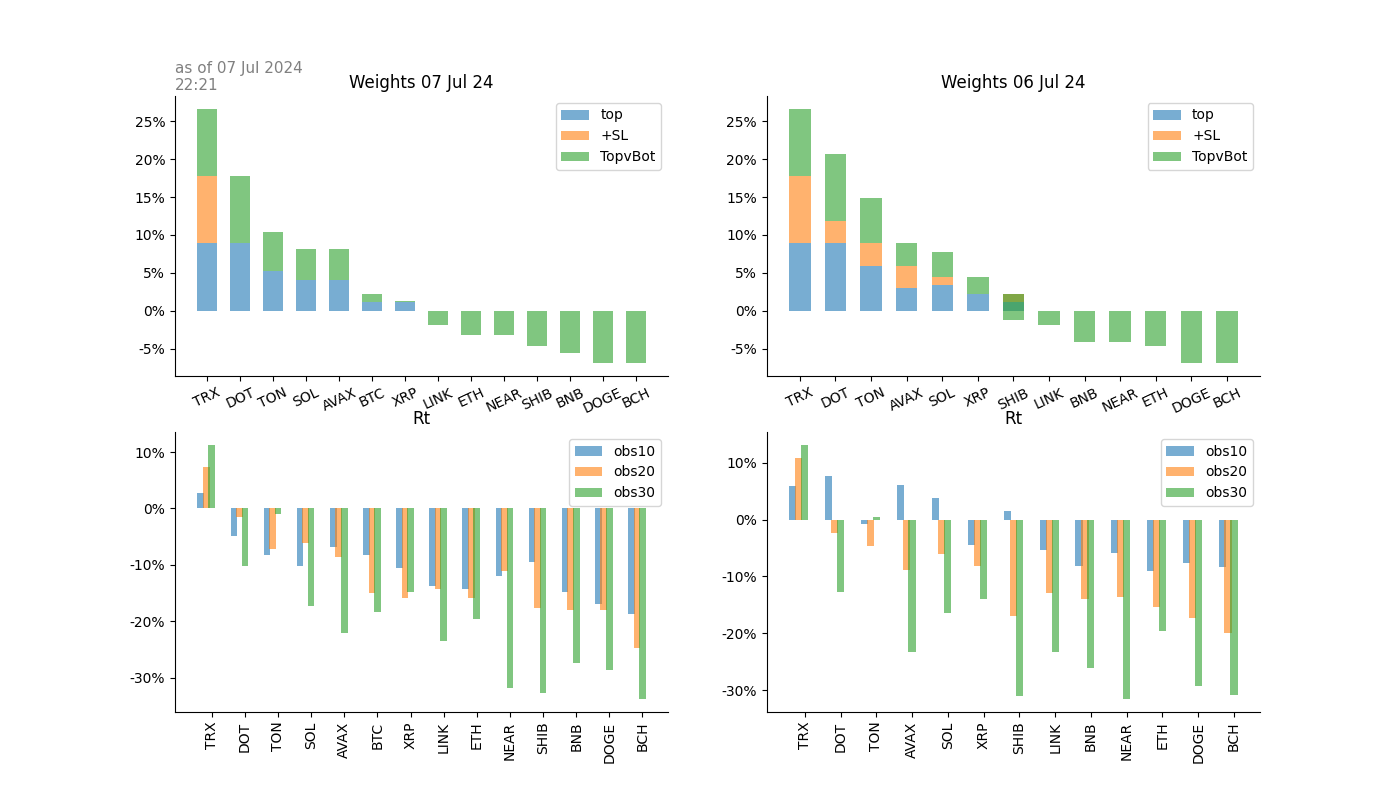 as of 07 Jul 2024
22:21
Weights 07 Jul 24
25%
20%
15%
10%
5%
0%
-5%
top
+SL
TopvBot
TRX DOT TON SOL AVAX BTC XRP LINK ETH NEAR SHIB BNB DOGE BCH
Weights 06 Jul 24
25%
20%
15%
10%
5%
0%
-5%
top
+SL
TopvBot
TRX DOT TON AVAX SOL XRP SHIB LINK BNB NEAR ETH DOGE BCH
Rt
10%
0%
-10%
-20%
-30%
obs10
obs20
obs30
TRX DOT TON SOL AVAX BTC XRP LINK ETH NEAR SHIB BNB DOGE BCH
Rt
10%
0%
-10%
-20%
-30%
obs10
obs20
obs30
TRX DOT TON AVAX SOL XRP SHIB LINK BNB NEAR ETH DOGE BCH